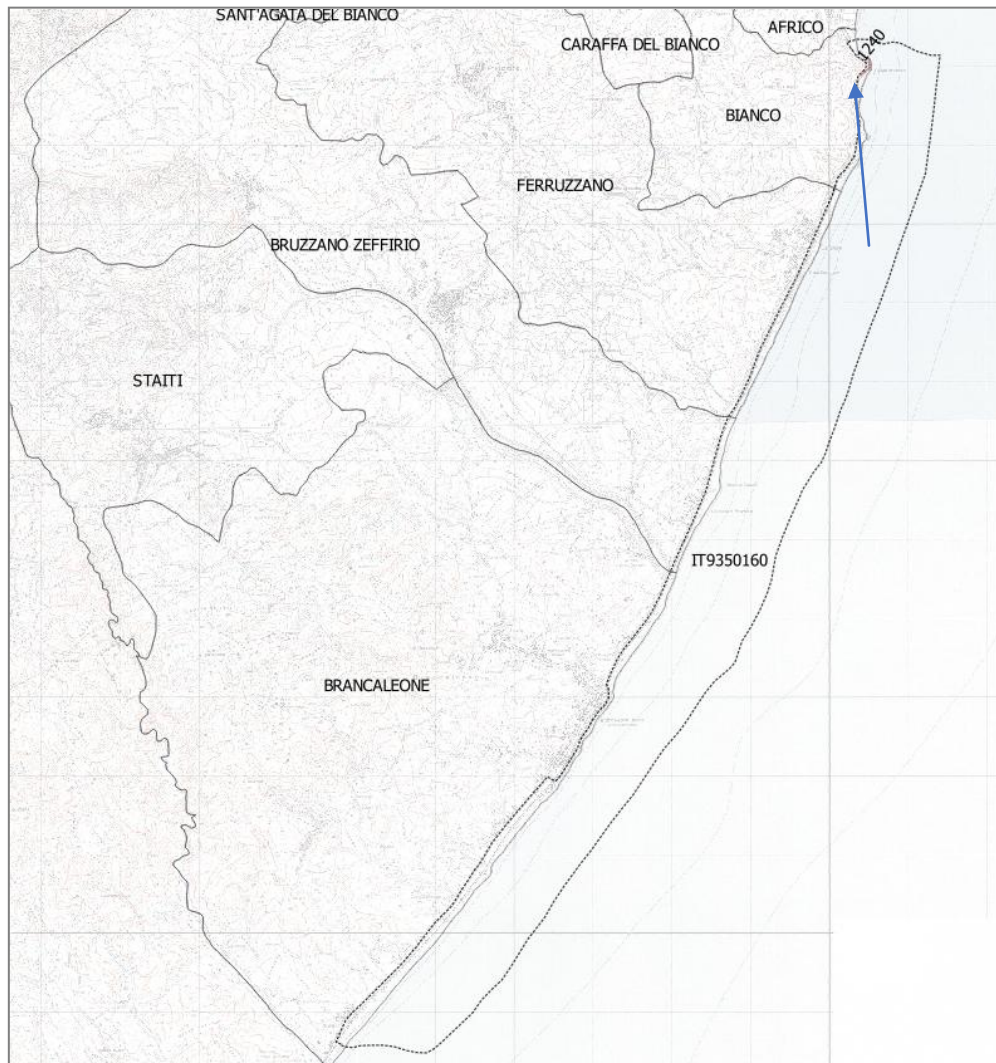 SANT'AGATA DEL BIANCO
AFRICO
CARAFFA DEL BIANCO
1240
BIANCO
FERRUZZANO
BRUZZANO ZEFFIRIO
STAITI
IT9350160
BRANCALEONE